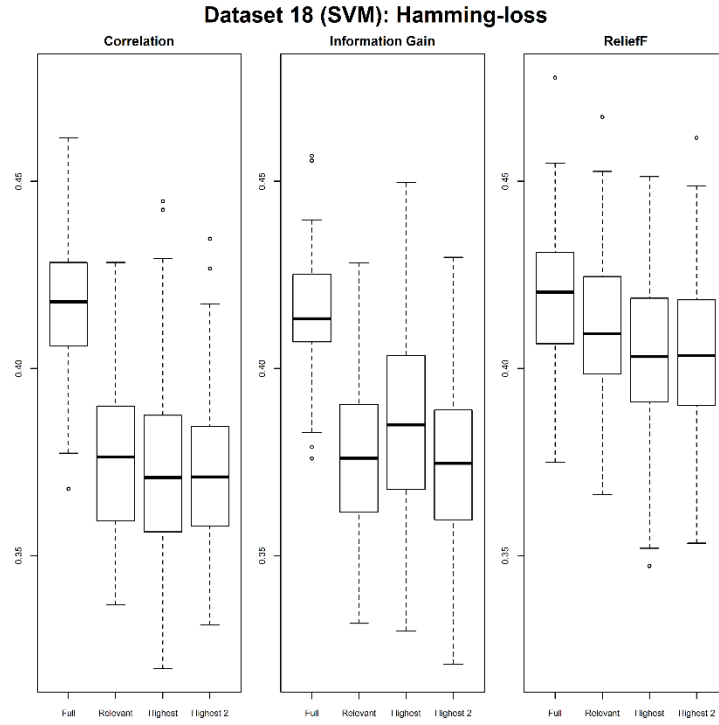 Dataset 18 (SVM): Hamming-loss
Correlation
Information Gain
ReliefF
0.45
0.40
0.35
0.45
0.40
0.35
0.45
0.40
0.35
Full Relevant Highest Highest 2
Full Relevant Highest Highest 2
Full Relevant Highest Highest 2